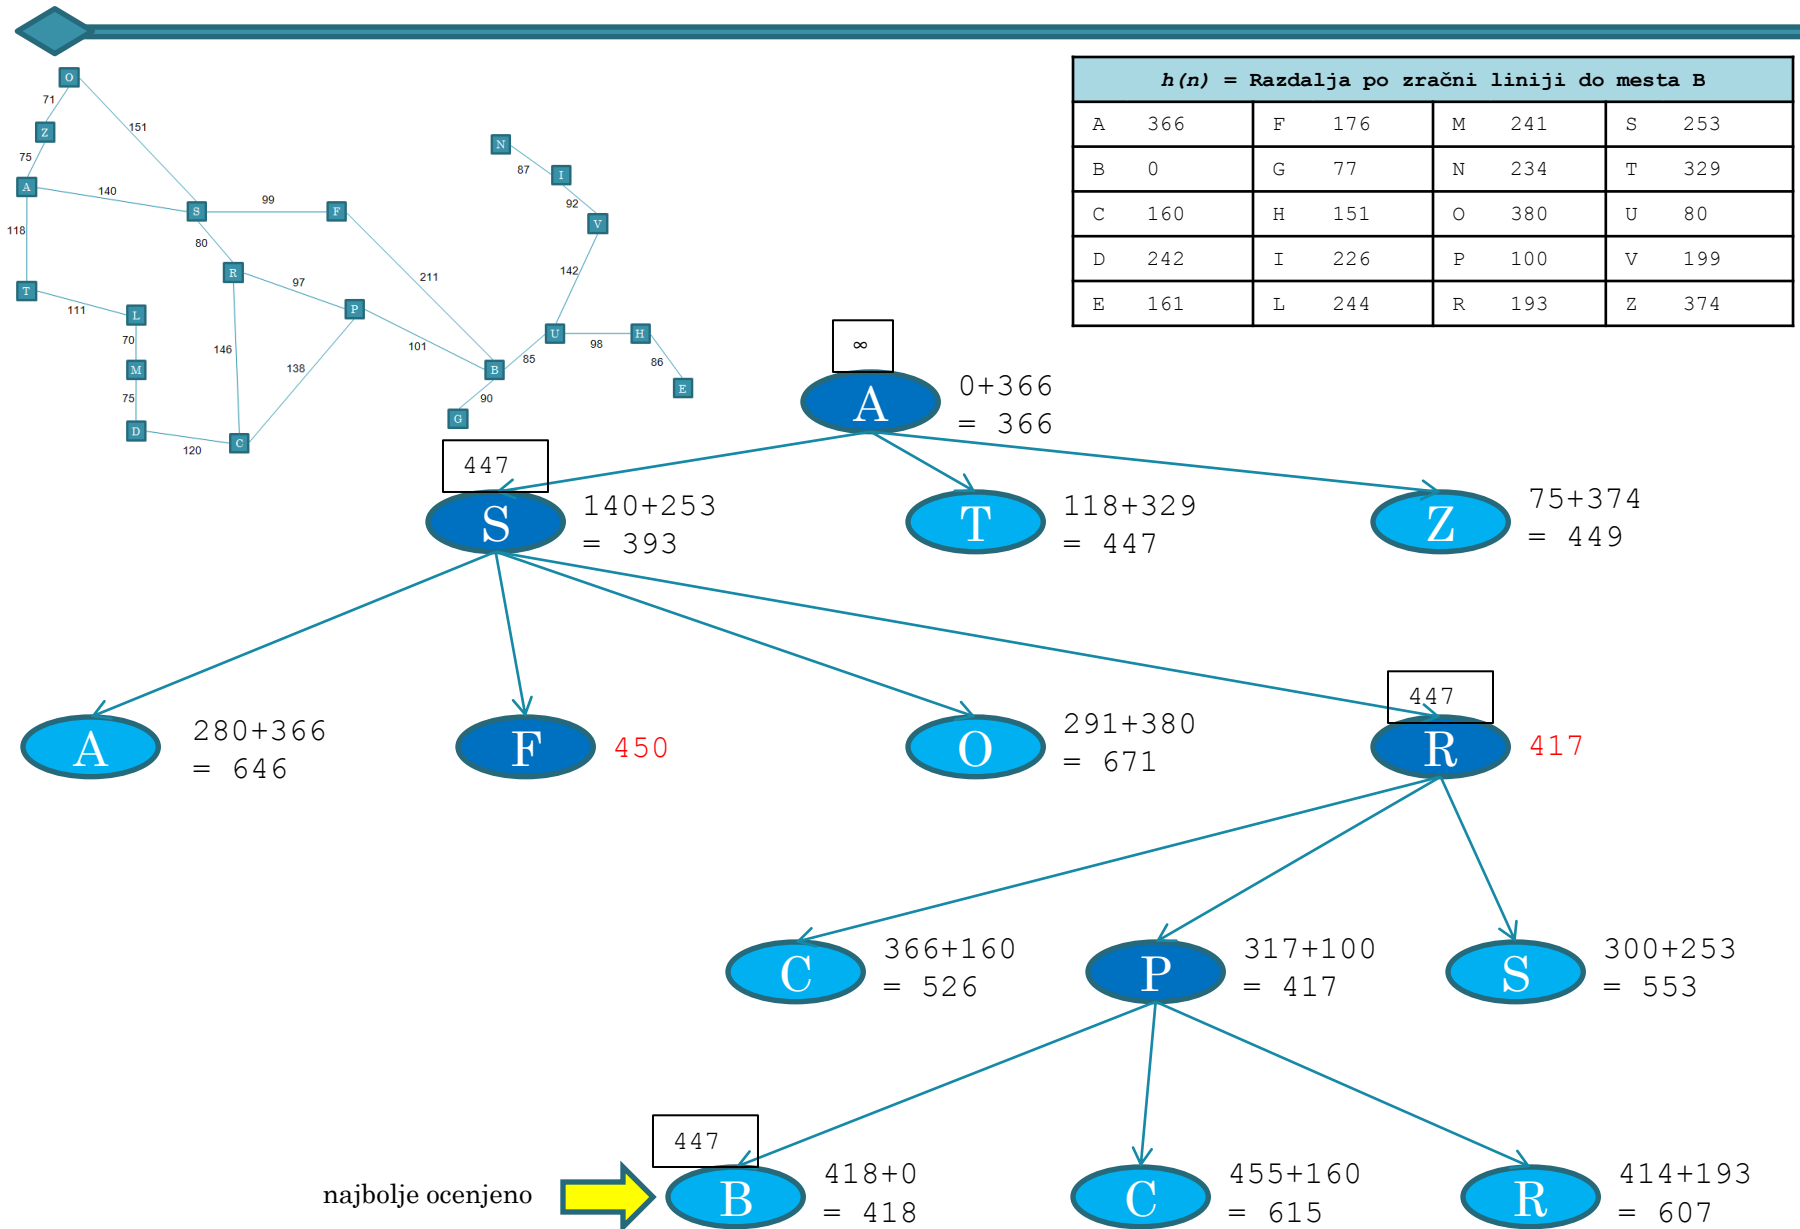 h(n) = Razdalja po zračni liniji do mesta B
A 366 F 176 M 241 S 253
B 0 G 77 N 234 T 329
C 160 H 151 O 380 U 80
D 242 I 226 P 100 V 199
E 161 L 244 R 193 Z 374
O
71
Z
151
75
A
140
S
99
F
118
80
R
97
211
T
111
L
P
70
146
138
101
M
75
D
120
C
N
87
I
92
V
142
U
98
H
86
E
B
85
90
G
∞
A
0+366
= 366
447
S
140+253
= 393
T
118+329
= 447
Z
75+374
= 449
A
280+366
= 646
F
450
O
291+380
= 671
447
R
417
C
366+160
= 526
P
317+100
= 417
S
300+253
= 553
najbolje ocenjeno
447
B
418+0
= 418
C
455+160
= 615
R
414+193
= 607